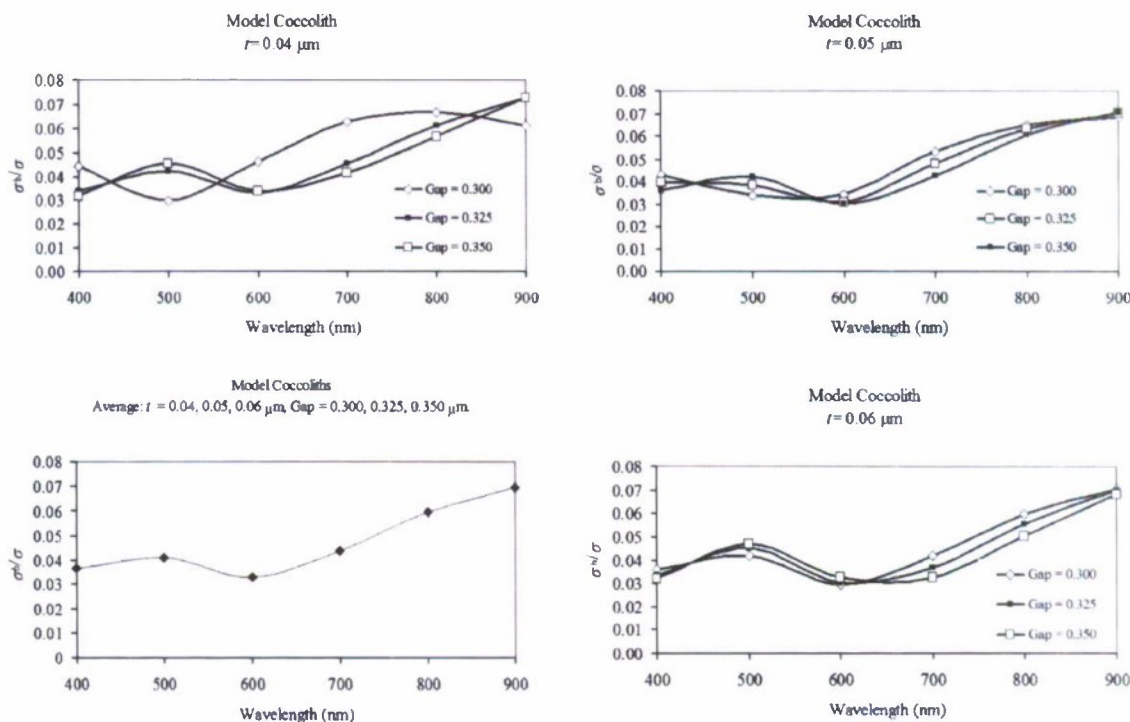 Model Coccolith
t= 0.04 µm
0.08
0.07
0.06
0.05
0.04
0.03
0.02
0.01
0.00
σᵇ/σ
Gap = 0.300
Gap = 0.325
Gap = 0.350
400 500 600 700 800 900
Wavelength (nm)
Model Coccolith
t= 0.05 µm
0.08
0.07
0.06
0.05
0.04
0.03
0.02
0.01
0.00
σᵇ/σ
Gap = 0.300
Gap = 0.325
Gap = 0.350
400 500 600 700 800 900
Wavelength (nm)
Model Coccoliths
Average: t = 0.04, 0.05, 0.06 µm, Gap = 0.300, 0.325, 0.350 µm.
0.08
0.07
0.06
0.05
0.04
0.03
0.02
0.01
0
σᵇ/σ
400 500 600 700 800 900
Wavelength (nm)
Model Coccolith
t= 0.06 µm
0.08
0.07
0.06
0.05
0.04
0.03
0.02
0.01
0.00
σᵇ/σ
Gap = 0.300
Gap = 0.325
Gap = 0.350
400 500 600 700 800 900
Wavelength (nm)